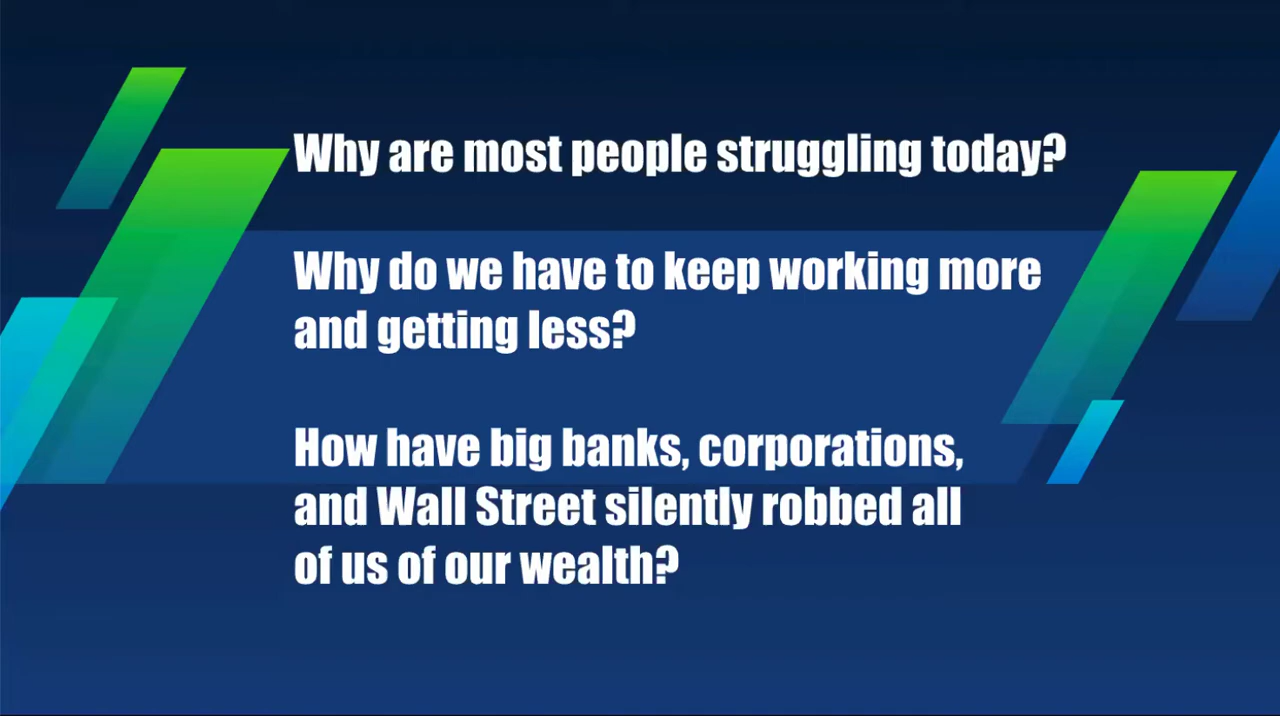 Why are most people struggling today?
Why do we have to keep working more
and getting less?
How have big banks, corporations,
and Wall Street silently robbed all
of us of our wealth?